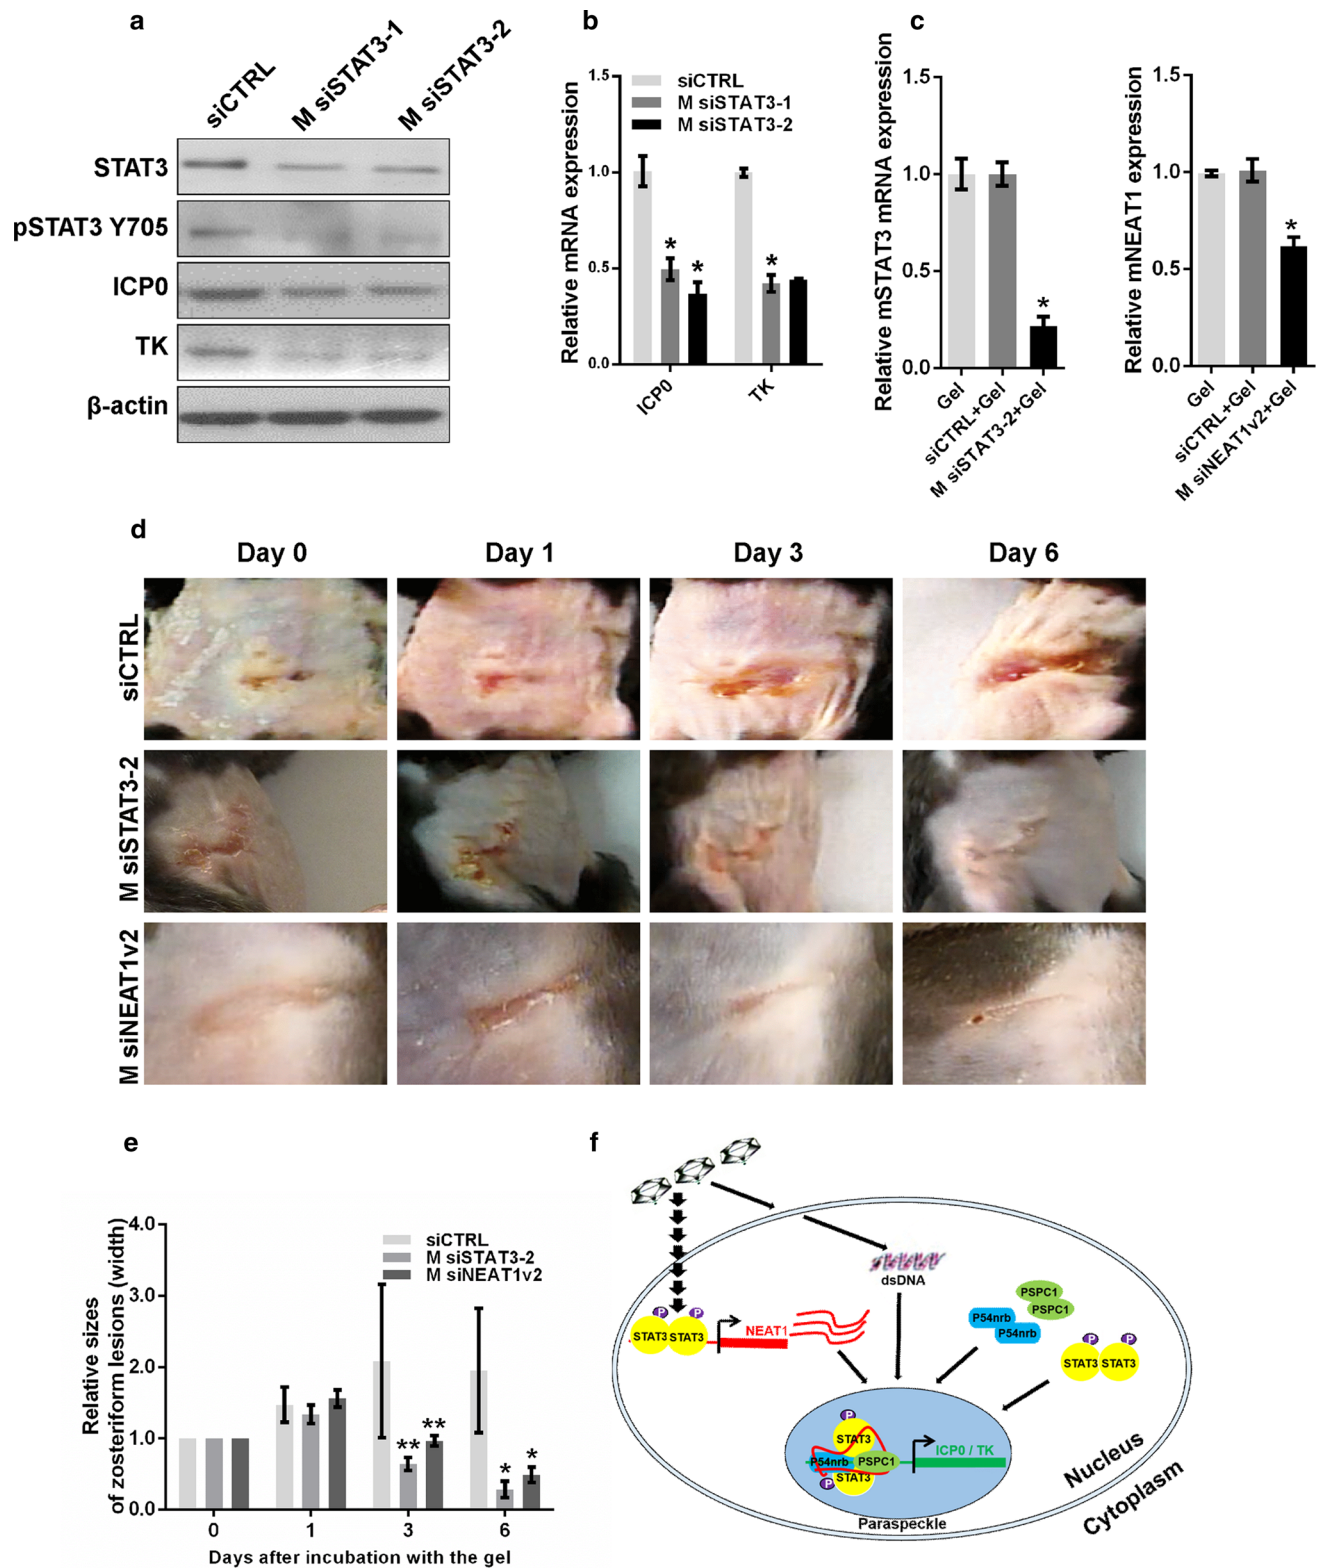 a
siCTRL
M siSTAT3-1
M siSTAT3-2
STAT3
pSTAT3 Y705
ICP0
TK
β-actin
b
Relative mRNA expression
1.5
1.0
0.5
0.0
siCTRL
M siSTAT3-1
M siSTAT3-2
* *
*
ICP0
TK
c
Relative mSTAT3 mRNA expression
1.5
1.0
0.5
0.0
*
Gel
siCTRL+Gel
M siSTAT3-2+Gel
Relative mNEAT1 expression
1.5
1.0
0.5
0.0
*
Gel
siCTRL+Gel
M siNEAT1v2+Gel
d
Day 0
Day 1
Day 3
Day 6
siCTRL
M siSTAT3-2
M siNEAT1v2
e
Relative sizes
of zosteriform lesions (width)
4.0
3.0
2.0
1.0
0.0
siCTRL
M siSTAT3-2
M siNEAT1v2
** **
* *
0
1
3
6
Days after incubation with the gel
f
dsDNA
P
P
STAT3
STAT3
NEAT1
PSPC1
PSPC1
P54nrb
P54nrb
P
P
STAT3
STAT3
P
STAT3
P54nrb
PSPC1
STAT3
P
ICP0 / TK
Paraspeckle
Nucleus
Cytoplasm